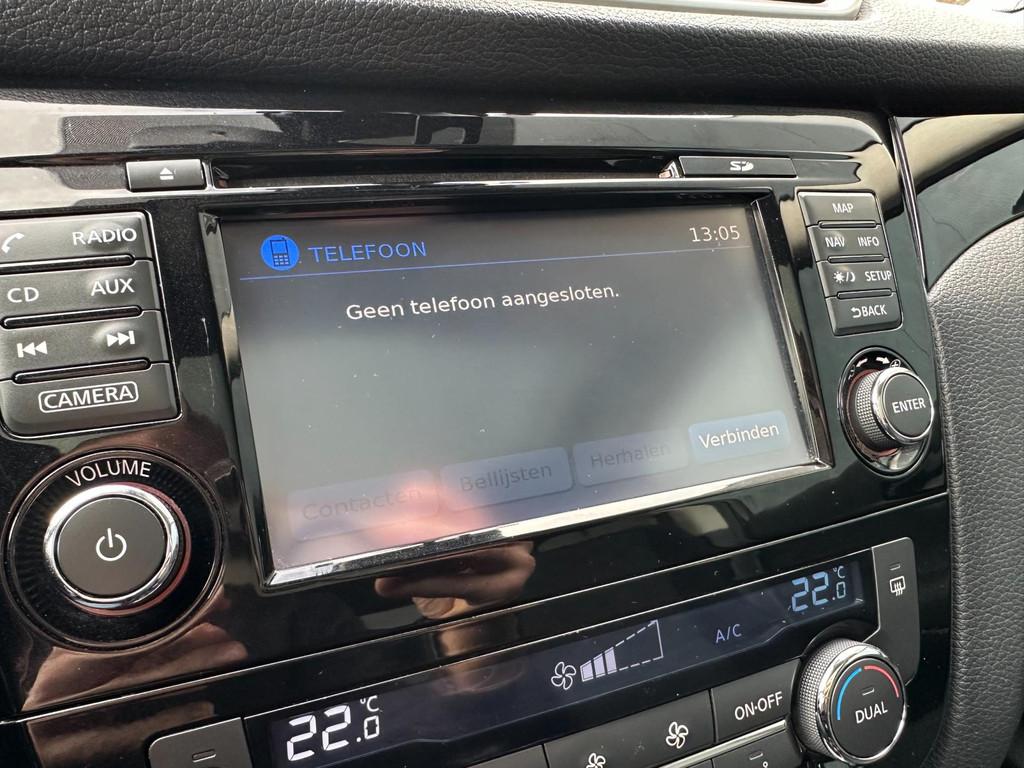 SD
RADIO
CD AUX
CAMERA
VOLUME
TELEFOON 13:05
Geen telefoon aangesloten.
Contacten Bellijsten Herhalen Verbinden
MAP
NAV INFO
SETUP
BACK
ENTER
22.0 °C
A/C
22.0 °C
ON·OFF
DUAL